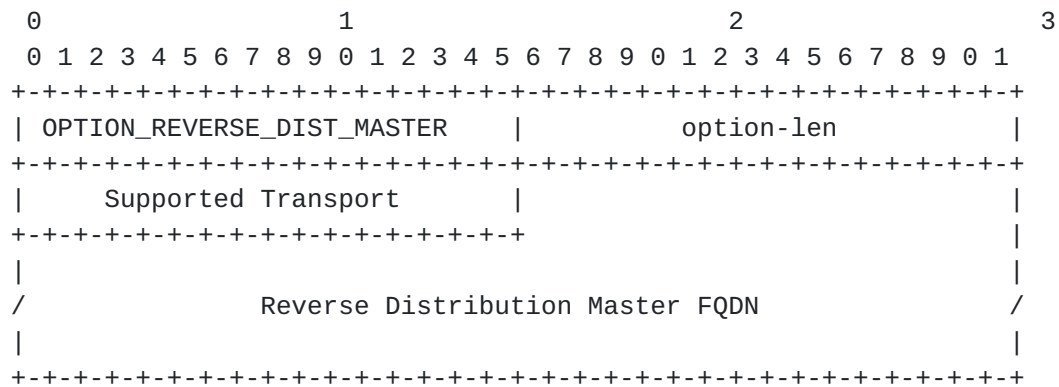 0                   1                   2                   3
 0 1 2 3 4 5 6 7 8 9 0 1 2 3 4 5 6 7 8 9 0 1 2 3 4 5 6 7 8 9 0 1
+-+-+-+-+-+-+-+-+-+-+-+-+-+-+-+-+-+-+-+-+-+-+-+-+-+-+-+-+-+-+-+-+
| OPTION_REVERSE_DIST_MASTER    |          option-len           |
+-+-+-+-+-+-+-+-+-+-+-+-+-+-+-+-+-+-+-+-+-+-+-+-+-+-+-+-+-+-+-+-+
|     Supported Transport       |                               |
+-+-+-+-+-+-+-+-+-+-+-+-+-+-+-+-+                               |
|                                                               |
/               Reverse Distribution Master FQDN                /
|                                                               |
+-+-+-+-+-+-+-+-+-+-+-+-+-+-+-+-+-+-+-+-+-+-+-+-+-+-+-+-+-+-+-+-+